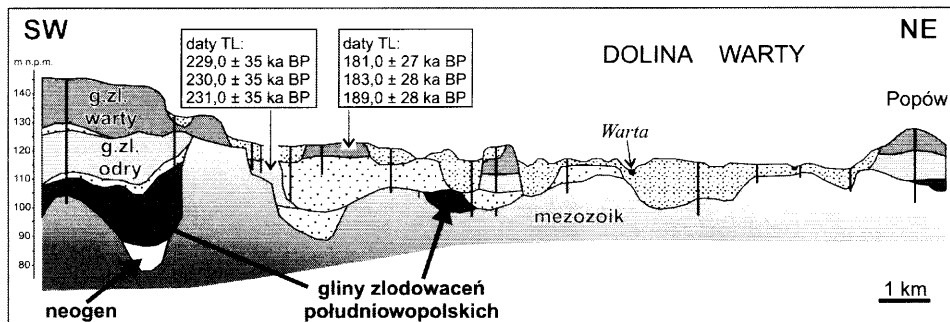 SW
NE
daty TL:
229,0 ± 35 ka BP
230,0 ± 35 ka BP
231,0 ± 35 ka BP
daty TL:
181,0 ± 27 ka BP
183,0 ± 28 ka BP
189,0 ± 28 ka BP
DOLINA WARTY
m n.p.m.
140
130
120
110
100
90
80
g.zl.
warty
g.zl.
odry
Warta
Popów
mezozoik
neogen
gliny zlodowaceń
południowopolskich
1 km